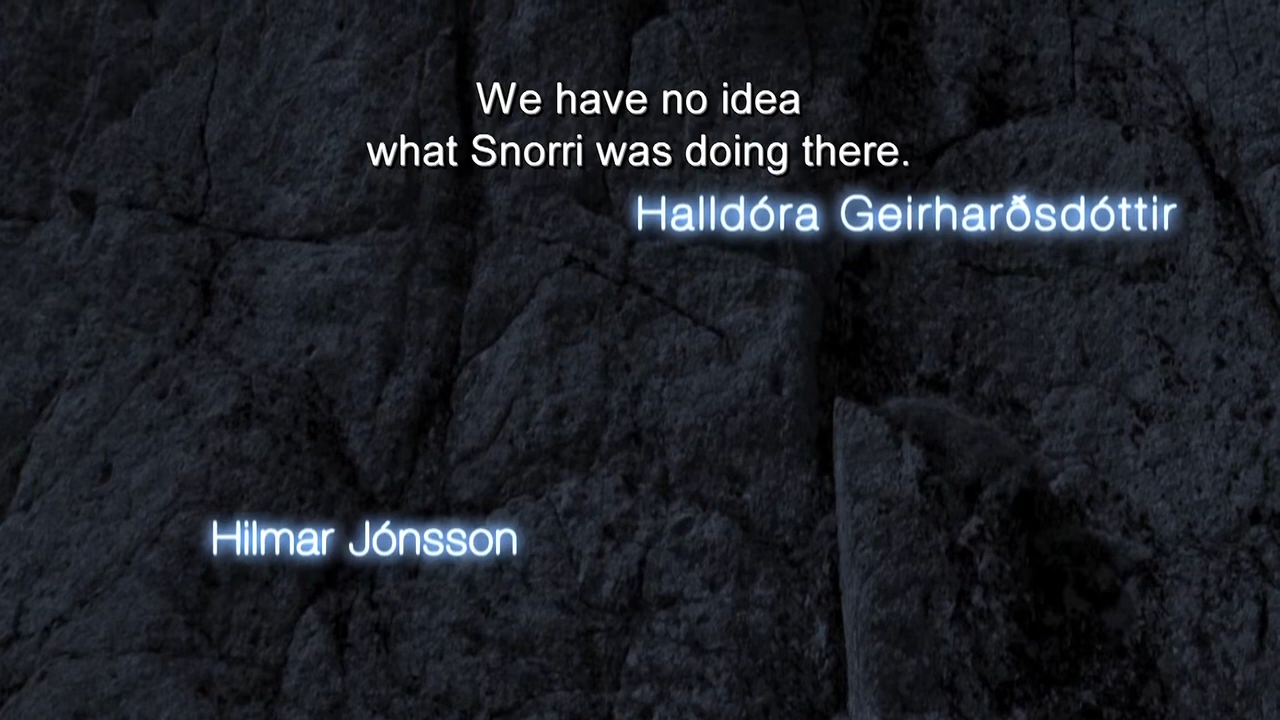 We have no idea
what Snorri was doing there.
Halldóra Geirharðsdóttir
Hilmar Jónsson